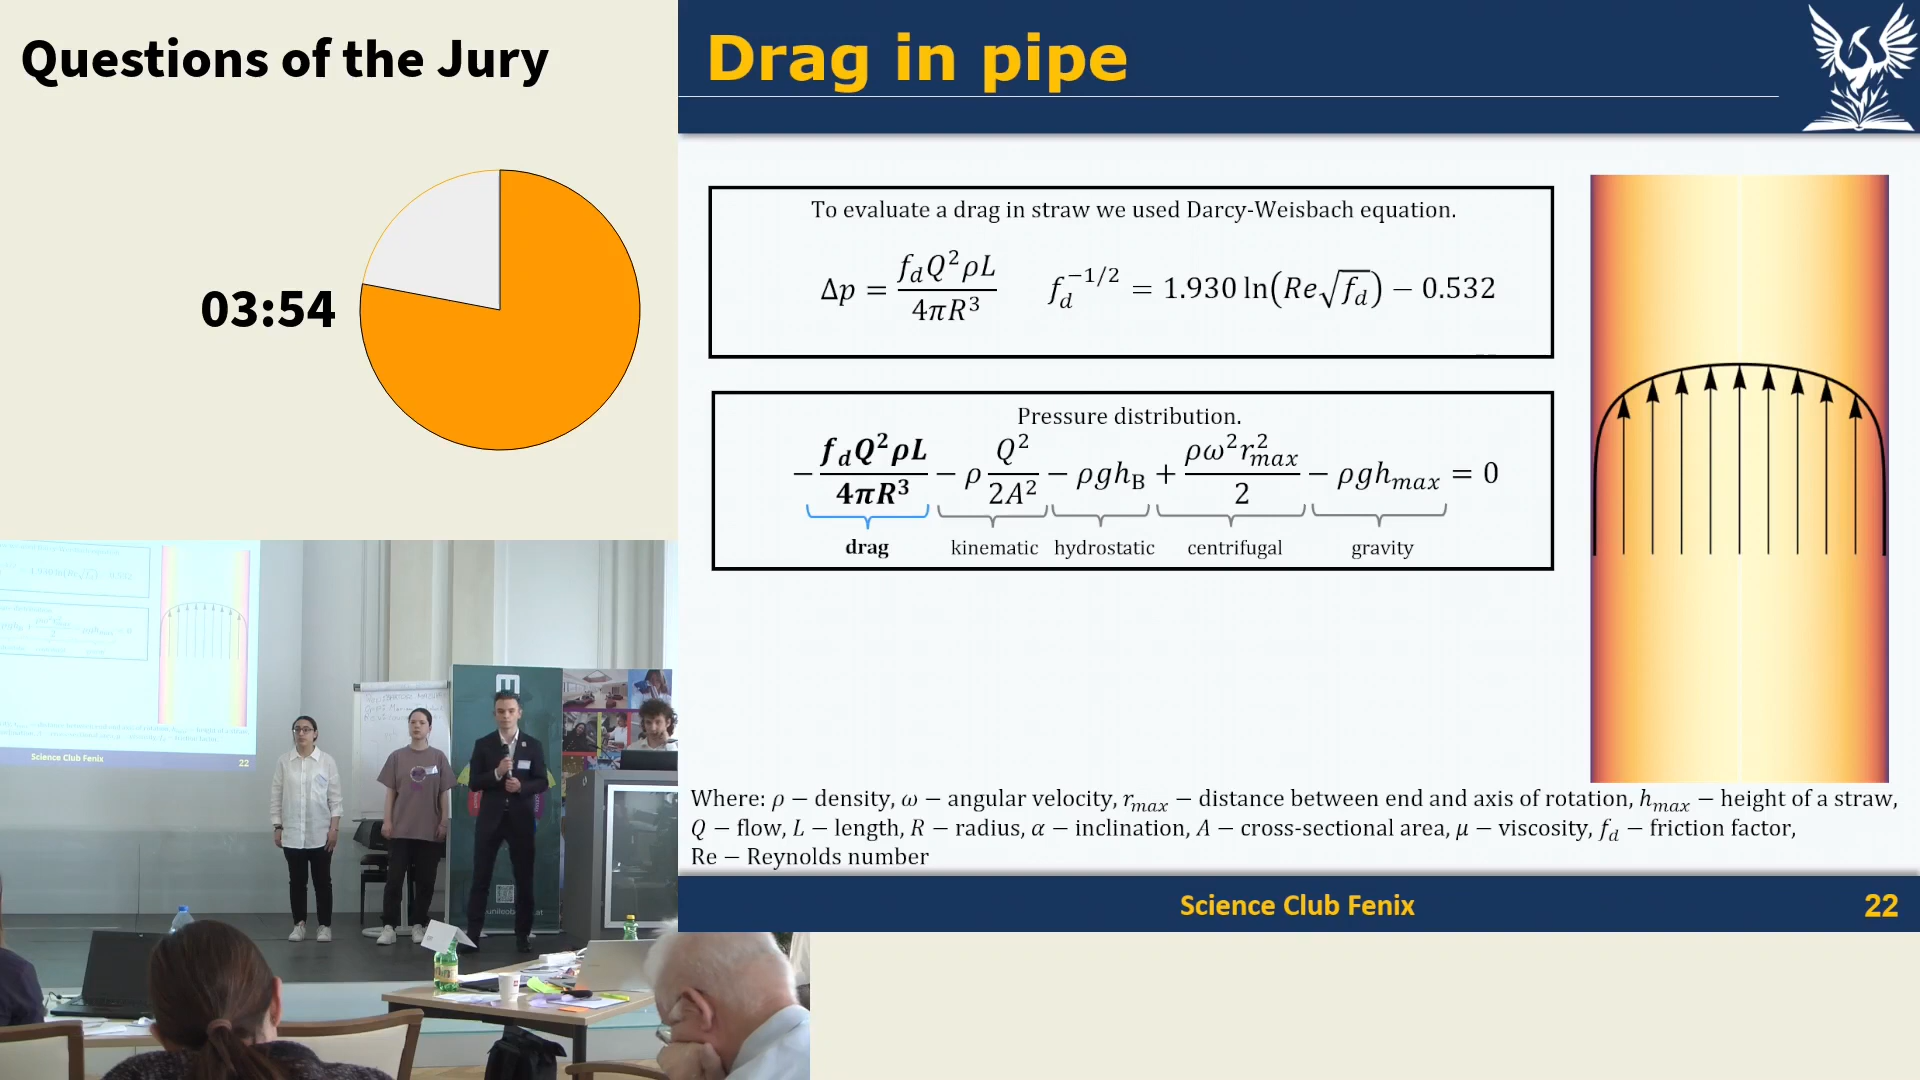 Questions of the Jury
03:54
Drag in pipe
To evaluate a drag in straw we used Darcy-Weisbach equation.
Δp = f_d Q² ρL / 4πR³    f_d^{-1/2} = 1.930 ln(Re√f_d) − 0.532
Pressure distribution.
− f_d Q² ρL / 4πR³ − ρ Q² / 2A² − ρgh_B + ρω² r²_max / 2 − ρgh_max = 0
drag kinematic hydrostatic centrifugal gravity
Where: ρ − density, ω − angular velocity, r_max − distance between end and axis of rotation, h_max − height of a straw,
Q − flow, L − length, R − radius, α − inclination, A − cross-sectional area, μ − viscosity, f_d − friction factor,
Re − Reynolds number
Science Club Fenix
22
Science Club Fenix
22